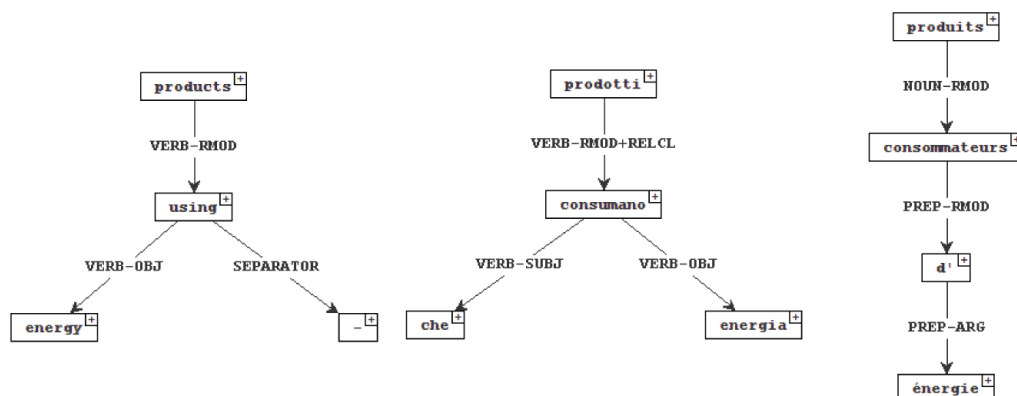 products
VERB-RMOD
using
VERB-OBJ SEPARATOR
energy -
prodotti
VERB-RMOD+RELCL
consumano
VERB-SUBJ VERB-OBJ
che energia
produits
NOUN-RMOD
consommateurs
PREP-RMOD
d'
PREP-ARG
énergie